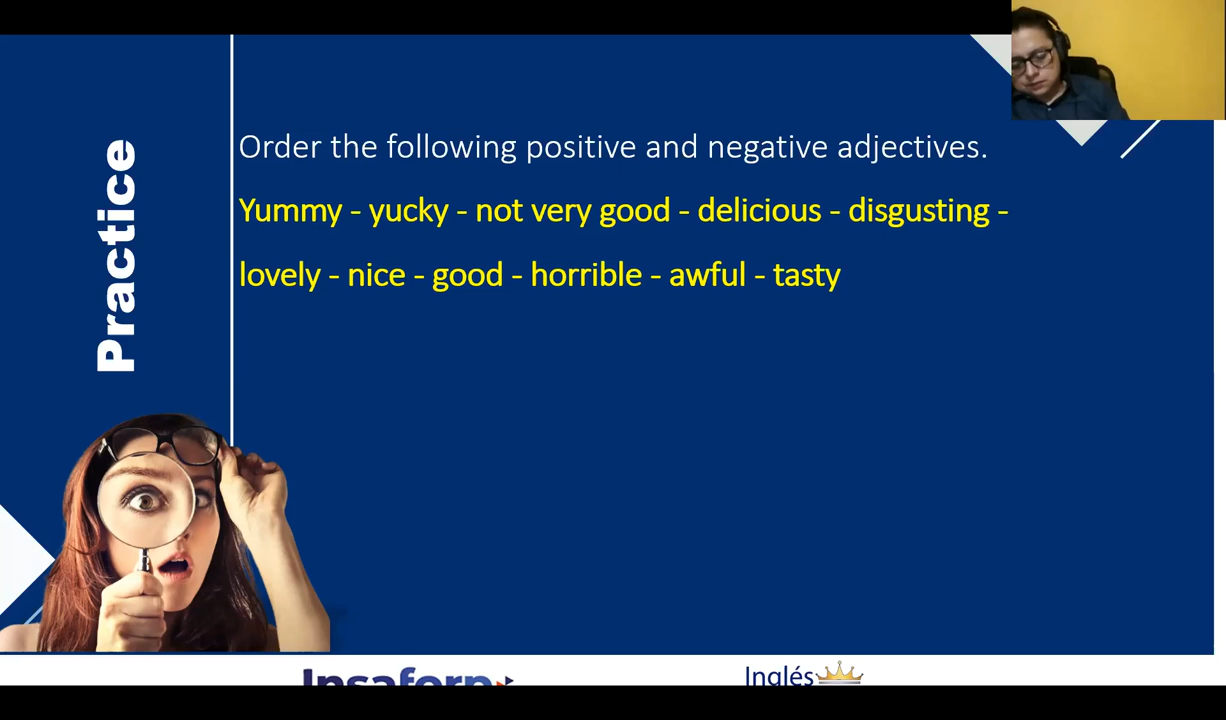 Practice
Order the following positive and negative adjectives.
Yummy - yucky - not very good - delicious - disgusting -
lovely - nice - good - horrible - awful - tasty
Insaforp
Inglés